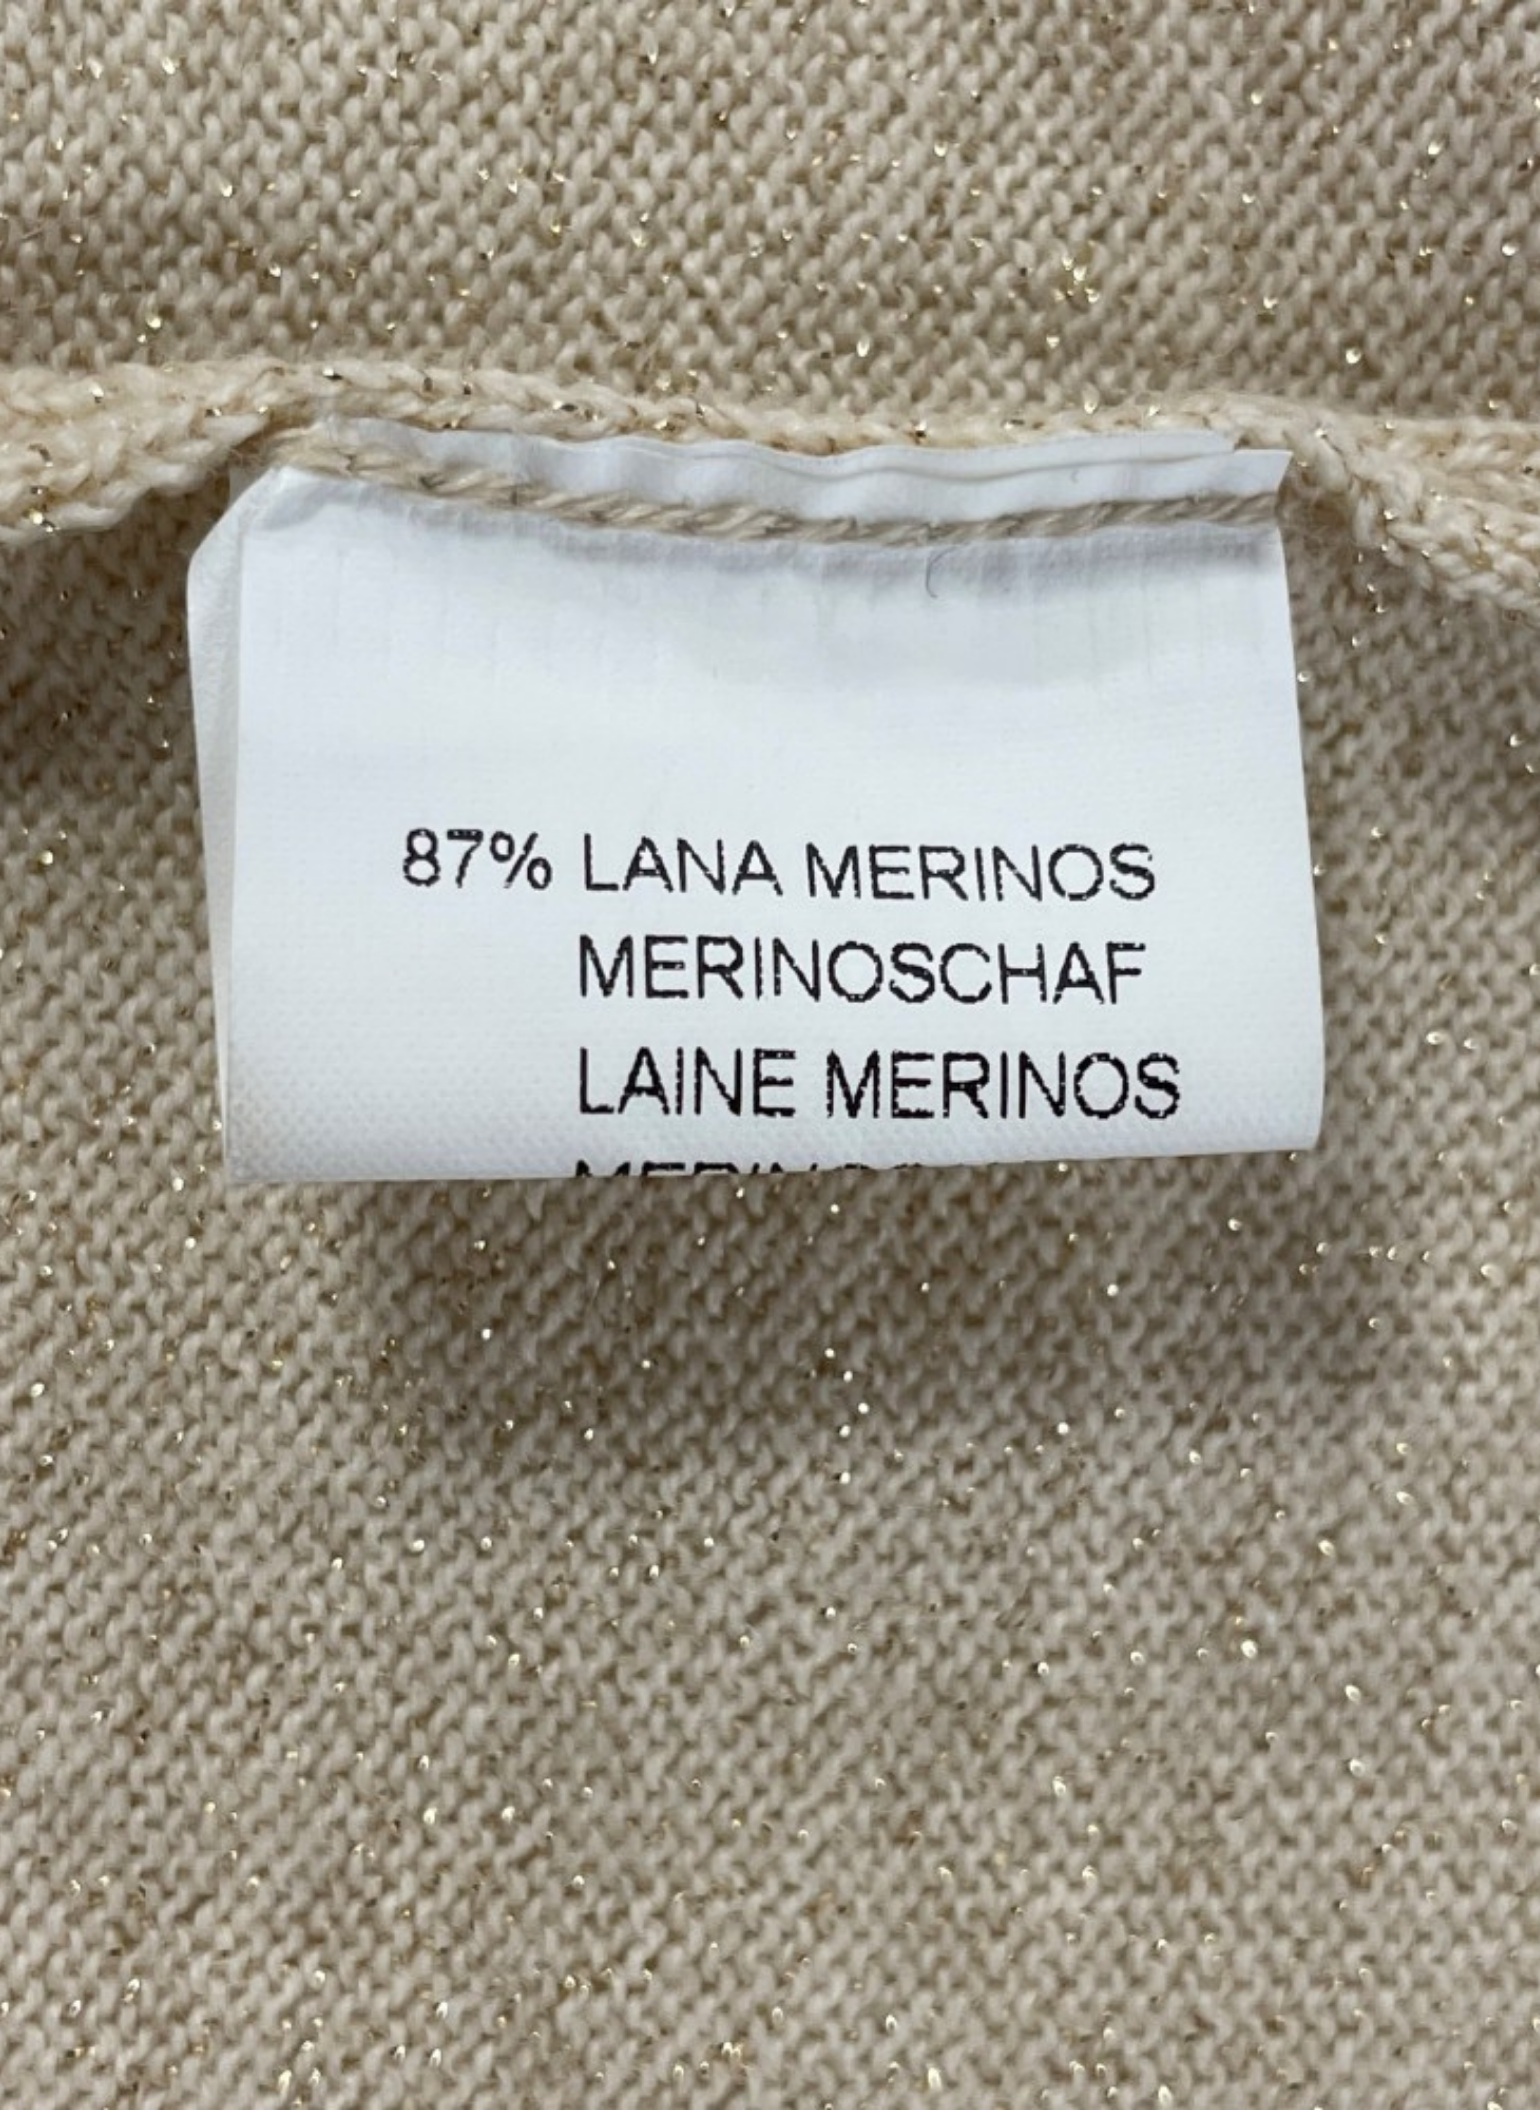 87% LANA MERINOS
MERINOSCHAF
LAINE MERINOS